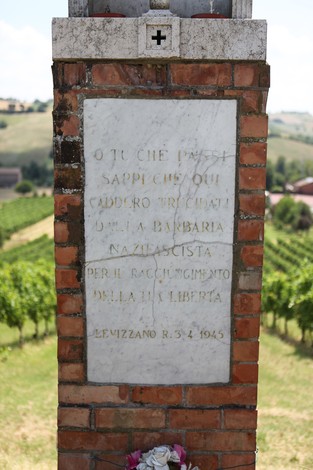 O TU CHE PASSI
SAPPI CHE QUI
CADDERO TRUCIDATI
DALLA BARBARIA
NAZIFASCISTA
PER IL RAGGIUNGIMENTO
DELLA TUA LIBERTA
LEVIZZANO R. 3 4 1945